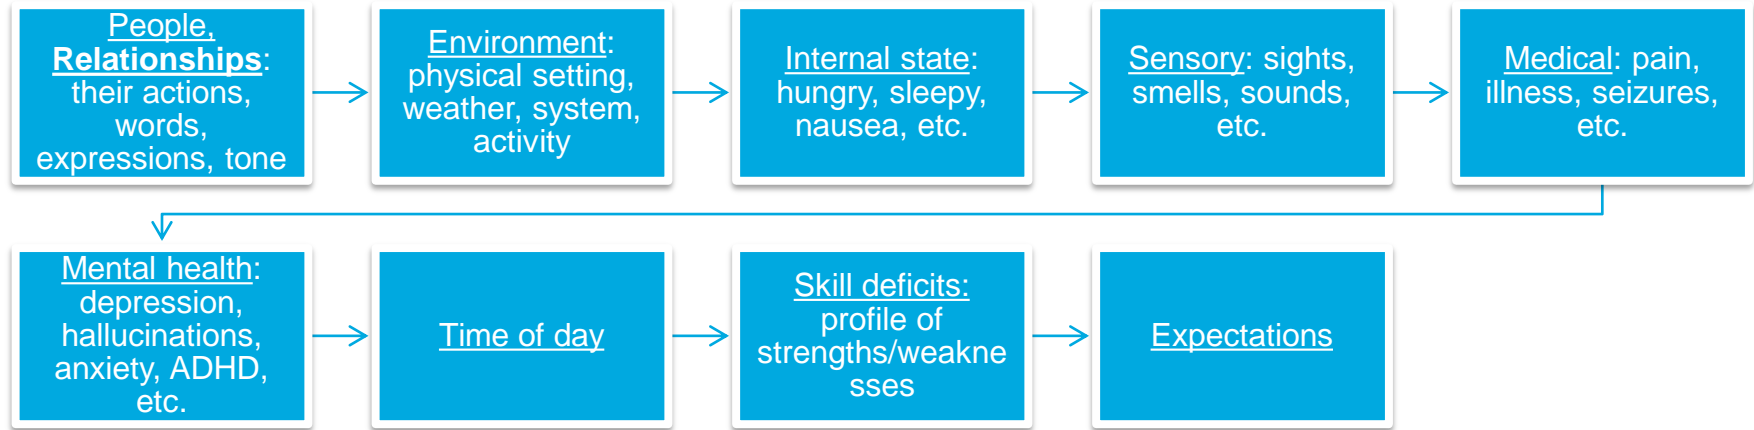 People,
Relationships:
their actions,
words,
expressions, tone
Environment:
physical setting,
weather, system,
activity
Internal state:
hungry, sleepy,
nausea, etc.
Sensory: sights,
smells, sounds,
etc.
Medical: pain,
illness, seizures,
etc.
Mental health:
depression,
hallucinations,
anxiety, ADHD,
etc.
Time of day
Skill deficits:
profile of
strengths/weakne
sses
Expectations